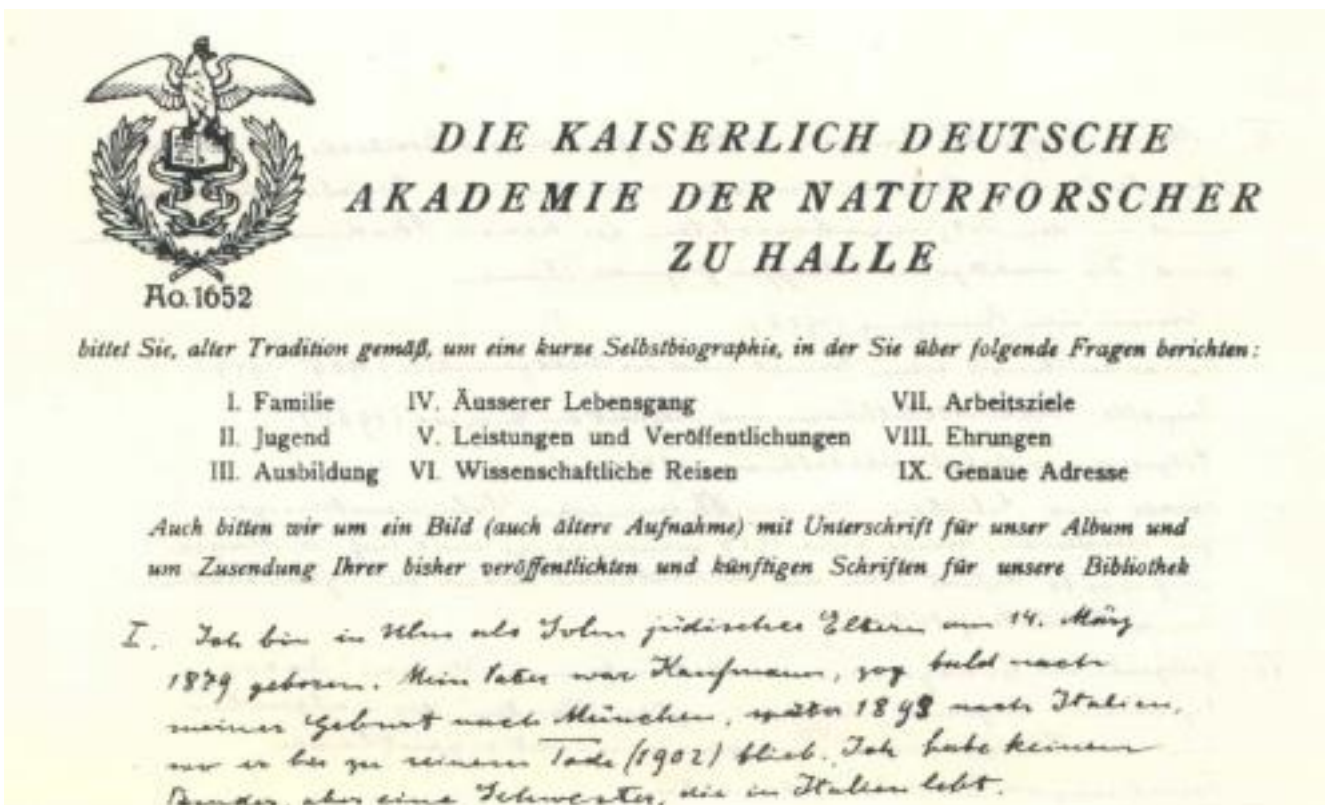 DIE KAISERLICH DEUTSCHE
AKADEMIE DER NATURFORSCHER
ZU HALLE
Ao. 1652
bittet Sie, alter Tradition gemäß, um eine kurze Selbstbiographie, in der Sie über folgende Fragen berichten:
I. Familie IV. Äusserer Lebensgang VII. Arbeitsziele
II. Jugend V. Leistungen und Veröffentlichungen VIII. Ehrungen
III. Ausbildung VI. Wissenschaftliche Reisen IX. Genaue Adresse
Auch bitten wir um ein Bild (auch ältere Aufnahme) mit Unterschrift für unser Album und
um Zusendung Ihrer bisher veröffentlichten und künftigen Schriften für unsere Bibliothek
I. Ich bin in Ulm als Sohn jüdischer Eltern am 14. März
1879 geboren. Mein Vater war Kaufmann, zog bald nach
meiner Geburt nach München, später 1893 nach Italien,
wo er bis zu seinem Tode (1902) blieb. Ich habe keinen
Bruder, aber eine Schwester, die in Italien lebt.